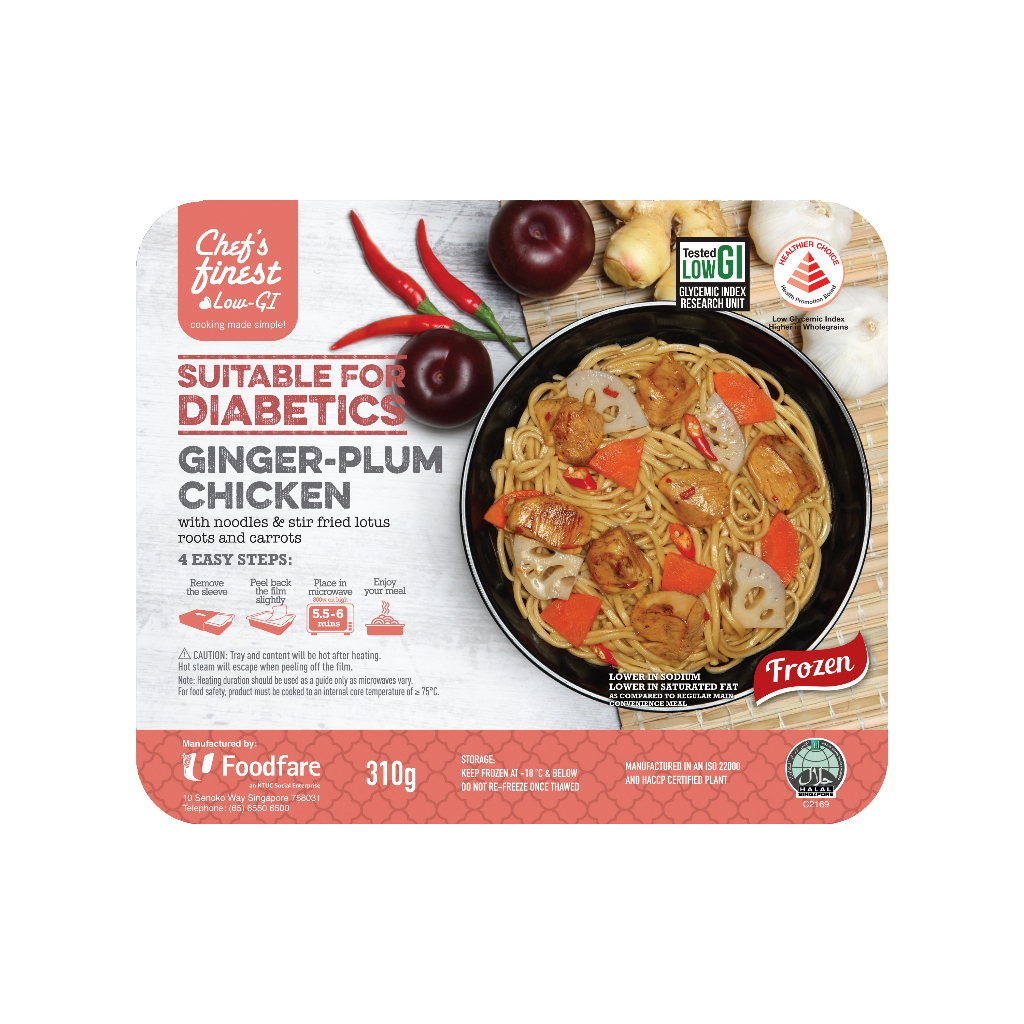 Chef's
finest
Low-GI
cooking made simple!
Tested
LOW GI
GLYCEMIC INDEX
RESEARCH UNIT
HEALTHIER CHOICE
Health Promotion Board
Low Glycemic Index
Higher in Wholegrains
SUITABLE FOR
DIABETICS
GINGER-PLUM
CHICKEN
with noodles & stir fried lotus
roots and carrots
4 EASY STEPS:
Remove
the sleeve
Peel back
the film
slightly
Place in
microwave
800w on high
5.5-6
mins
Enjoy
your meal
CAUTION: Tray and content will be hot after heating.
Hot steam will escape when peeling off the film.
Note: Heating duration should be used as a guide only as microwaves vary.
For food safety, product must be cooked to an internal core temperature of ≥ 75°C.
LOWER IN SODIUM
LOWER IN SATURATED FAT
AS COMPARED TO REGULAR MAIN
CONVENIENCE MEAL
Frozen
Manufactured by:
Foodfare
an NTUC Social Enterprise
10 Senoko Way Singapore 758031
Telephone: (65) 6550 6500
310g
STORAGE:
KEEP FROZEN AT -18 °C & BELOW
DO NOT RE-FREEZE ONCE THAWED
MANUFACTURED IN AN ISO 22000
AND HACCP CERTIFIED PLANT
حلال
HALAL
SINGAPORE
C2169